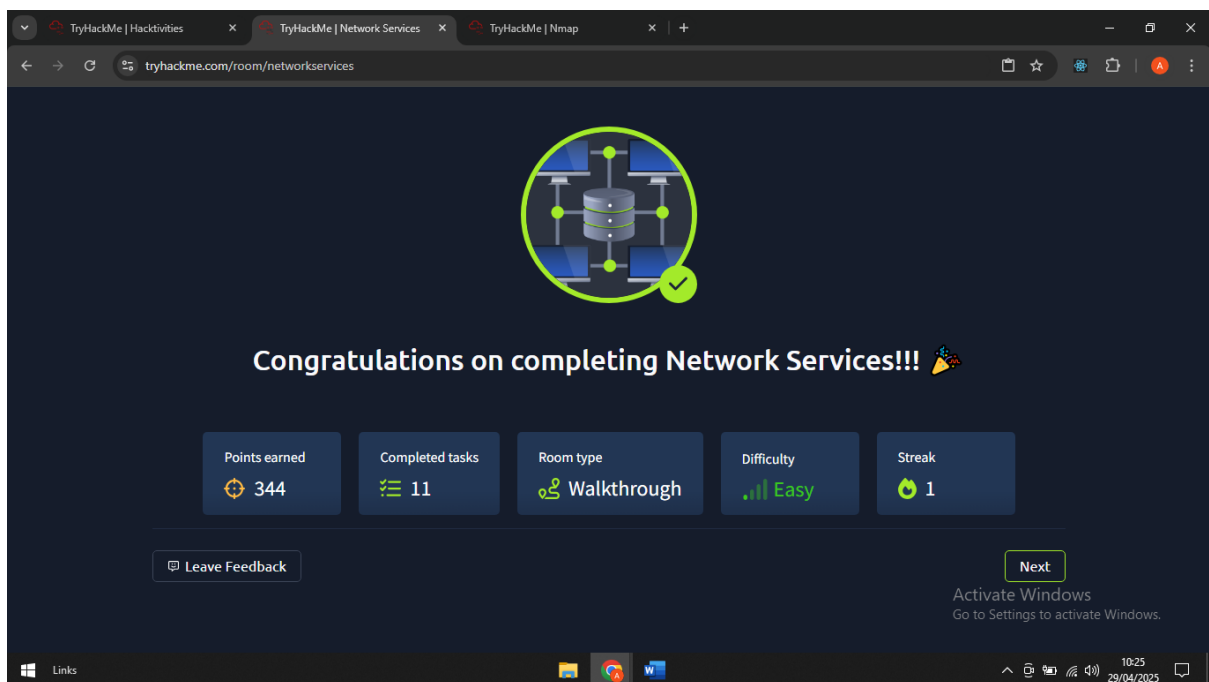 TryHackMe | Hacktivities
TryHackMe | Network Services
TryHackMe | Nmap
tryhackme.com/room/networkservices
A
Congratulations on completing Network Services!!!
Points earned
344
Completed tasks
11
Room type
Walkthrough
Difficulty
Easy
Streak
1
Leave Feedback
Next
Activate Windows
Go to Settings to activate Windows.
Links
10:25
29/04/2025